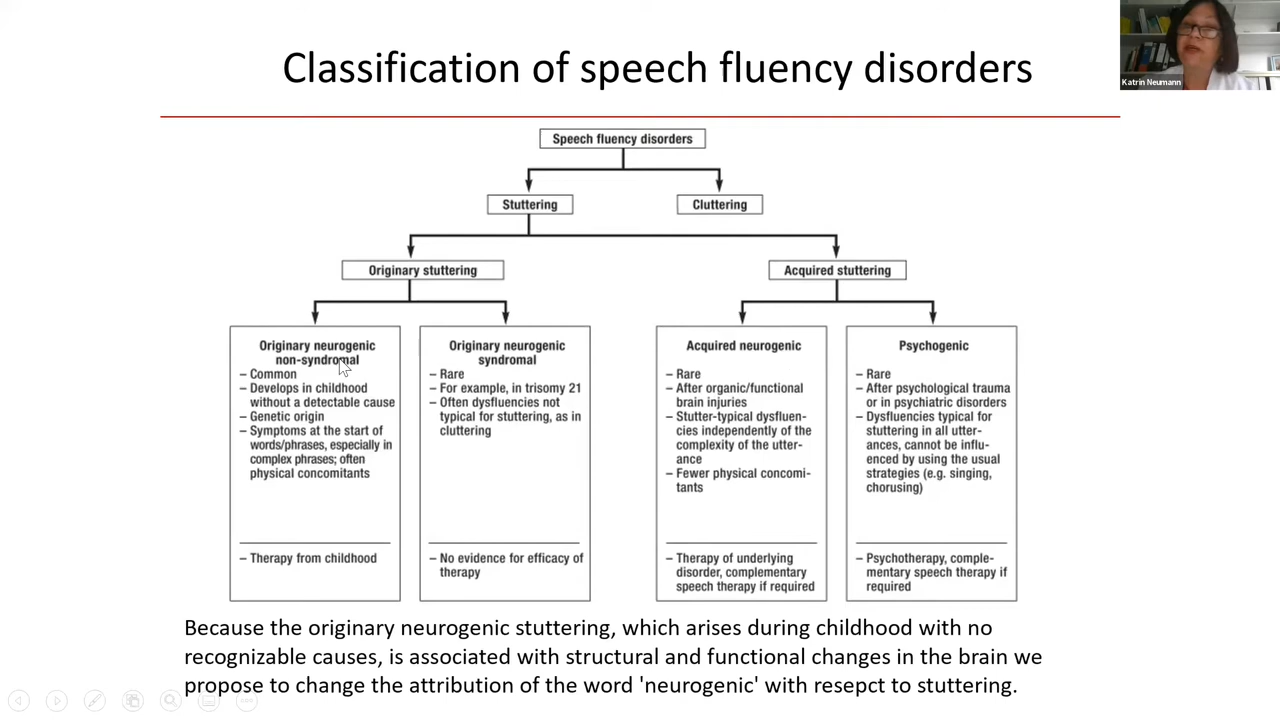 Classification of speech fluency disorders
Katrin Neumann
Speech fluency disorders
Stuttering
Cluttering
Originary stuttering
Acquired stuttering
Originary neurogenic
non-syndromal
– Common
– Develops in childhood
without a detectable cause
– Genetic origin
– Symptoms at the start of
words/phrases, especially in
complex phrases; often
physical concomitants
– Therapy from childhood
Originary neurogenic
syndromal
– Rare
– For example, in trisomy 21
– Often dysfluencies not
typical for stuttering, as in
cluttering
– No evidence for efficacy of
therapy
Acquired neurogenic
– Rare
– After organic/functional
brain injuries
– Stutter-typical dysfluen-
cies independently of the
complexity of the utter-
ance
– Fewer physical concomi-
tants
– Therapy of underlying
disorder, complementary
speech therapy if required
Psychogenic
– Rare
– After psychological trauma
or in psychiatric disorders
– Dysfluencies typical for
stuttering in all utter-
ances, cannot be influ-
enced by using the usual
strategies (e.g. singing,
chorusing)
– Psychotherapy, comple-
mentary speech therapy if
required
Because the originary neurogenic stuttering, which arises during childhood with no
recognizable causes, is associated with structural and functional changes in the brain we
propose to change the attribution of the word 'neurogenic' with resepct to stuttering.